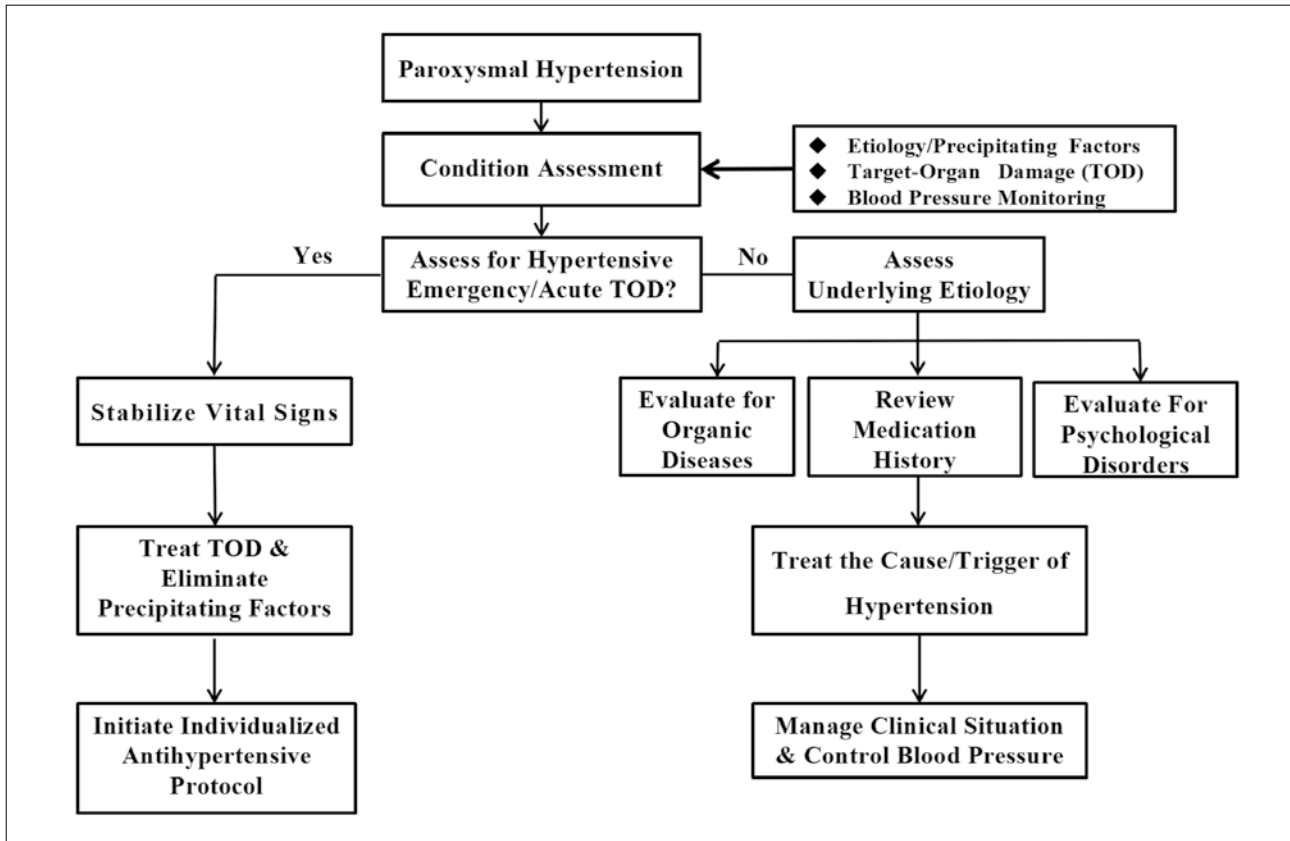 Paroxysmal Hypertension
Condition Assessment
◆ Etiology/Precipitating Factors
◆ Target-Organ Damage (TOD)
◆ Blood Pressure Monitoring
Yes
Assess for Hypertensive
Emergency/Acute TOD?
No
Assess
Underlying Etiology
Stabilize Vital Signs
Evaluate for
Organic
Diseases
Review
Medication
History
Evaluate For
Psychological
Disorders
Treat TOD &
Eliminate
Precipitating Factors
Treat the Cause/Trigger of
Hypertension
Initiate Individualized
Antihypertensive
Protocol
Manage Clinical Situation
& Control Blood Pressure